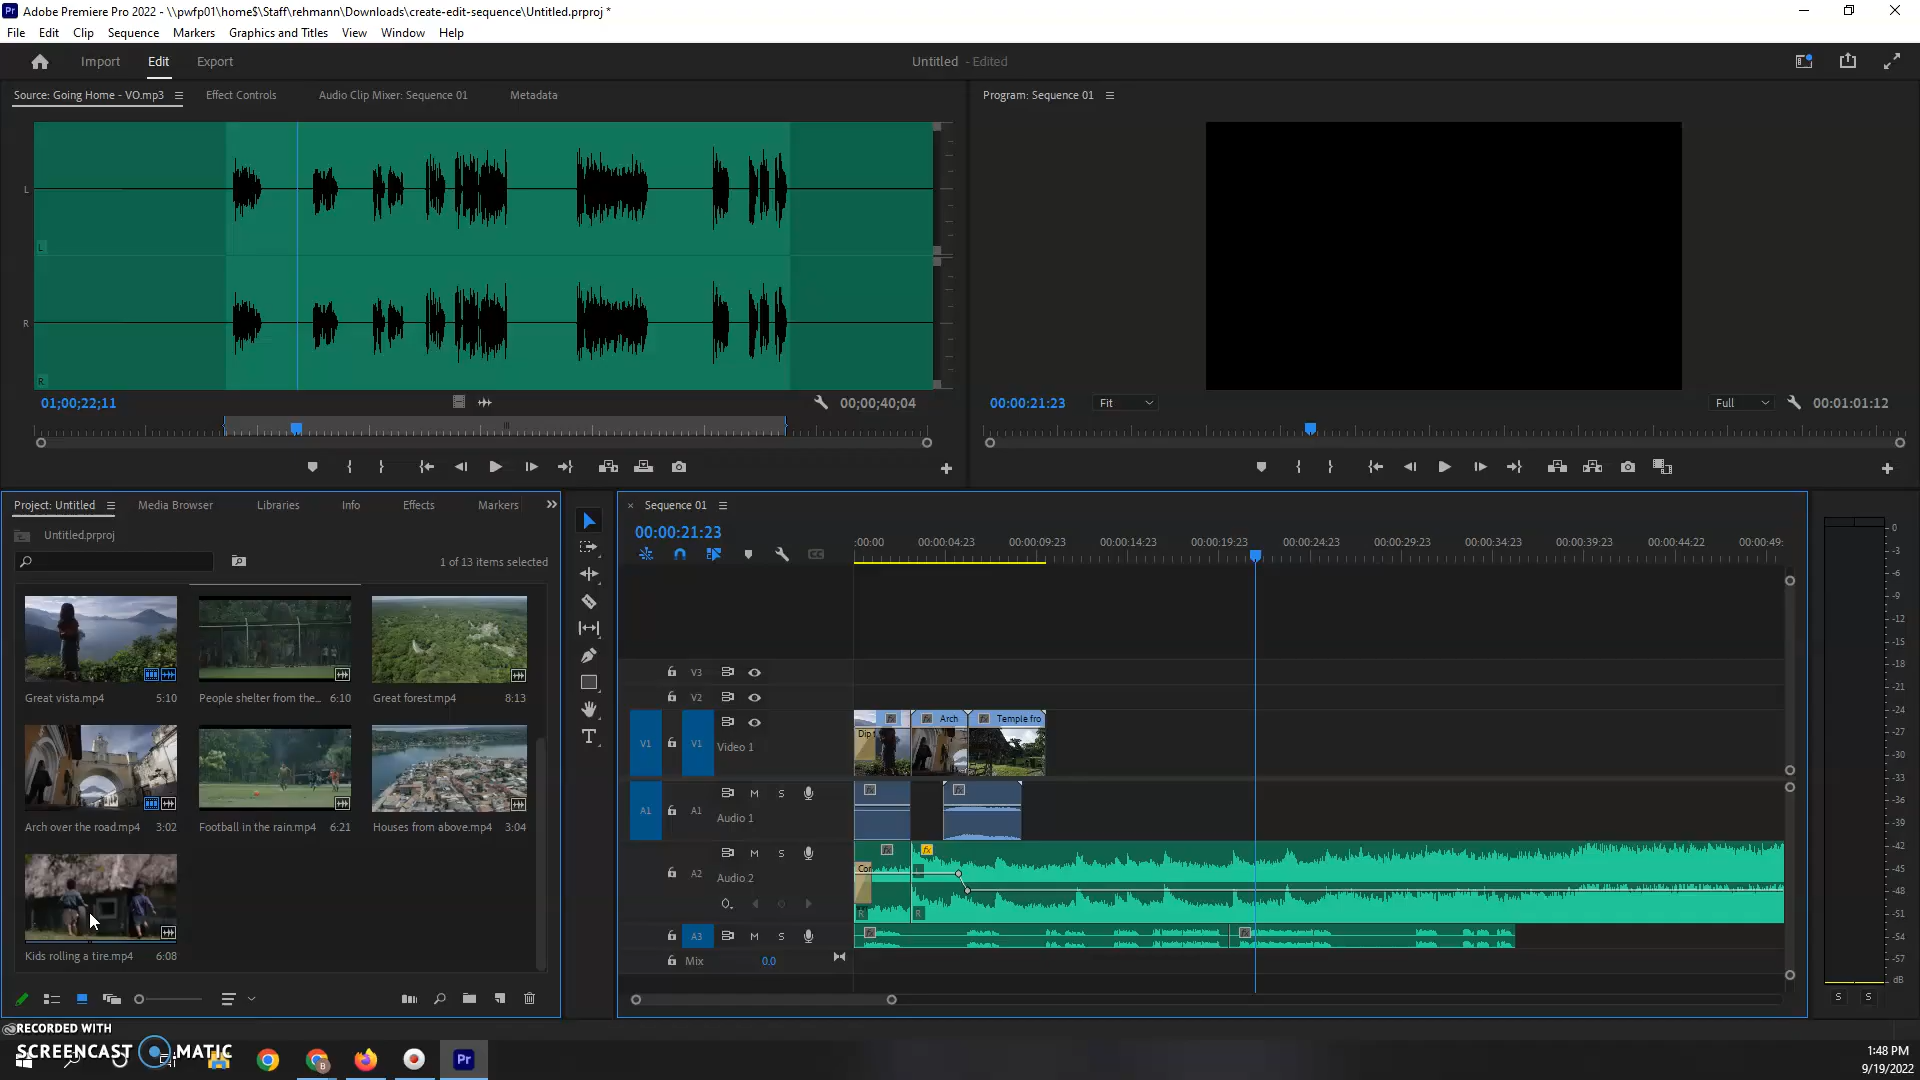 Adobe Premiere Pro 2022 - \\pwfp01\home$\Staff\rehmann\Downloads\create-edit-sequence\Untitled.prproj *
File Edit Clip Sequence Markers Graphics and Titles View Window Help
Import Edit Export
Untitled - Edited
Source: Going Home - VO.mp3 Effect Controls Audio Clip Mixer: Sequence 01 Metadata
Program: Sequence 01
L
L
R
R
01;00;22;11
00;00;40;04
00:00:21:23 Fit
Full 00:01:01:12
Project: Untitled Media Browser Libraries Info Effects Markers
Untitled.prproj
1 of 13 items selected
Great vista.mp4 5:10
People shelter from the... 6:10
Great forest.mp4 8:13
Arch over the road.mp4 3:02
Football in the rain.mp4 6:21
Houses from above.mp4 3:04
Kids rolling a tire.mp4 6:08
× Sequence 01
00:00:21:23
:00:00 00:00:04:23 00:00:09:23 00:00:14:23 00:00:19:23 00:00:24:23 00:00:29:23 00:00:34:23 00:00:39:23 00:00:44:22 00:00:49:
V3
V2
V1 V1 Video 1
Dip t
fx Arch
fx Temple fro
A1 A1 M S
Audio 1
A2 M S
Audio 2
Con
R R
A3 M S
Mix 0.0
0
-3
-6
-9
-12
-15
-18
-21
-24
-27
-30
-33
-36
-39
-42
-45
-48
-51
-54
-57
dB
S S
RECORDED WITH
SCREENCAST MATIC
Pr
1:48 PM
9/19/2022